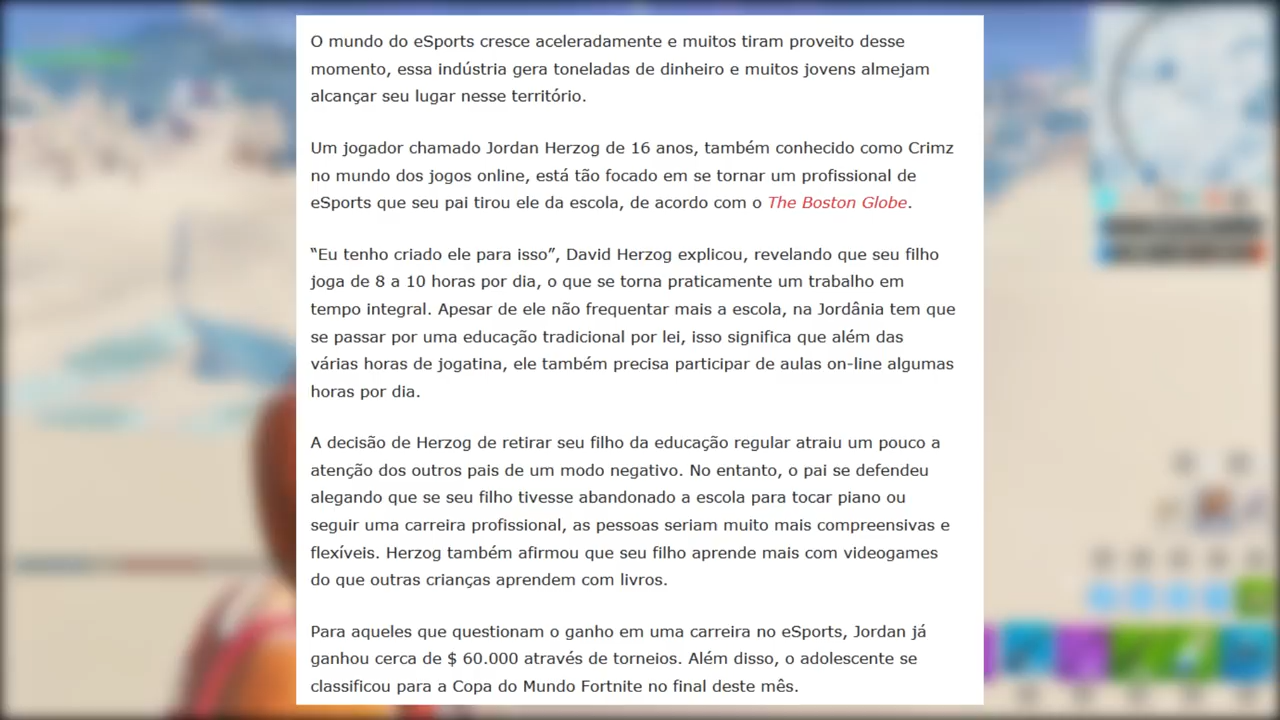 O mundo do eSports cresce aceleradamente e muitos tiram proveito desse
momento, essa indústria gera toneladas de dinheiro e muitos jovens almejam
alcançar seu lugar nesse território.
Um jogador chamado Jordan Herzog de 16 anos, também conhecido como Crimz
no mundo dos jogos online, está tão focado em se tornar um profissional de
eSports que seu pai tirou ele da escola, de acordo com o The Boston Globe.
“Eu tenho criado ele para isso”, David Herzog explicou, revelando que seu filho
joga de 8 a 10 horas por dia, o que se torna praticamente um trabalho em
tempo integral. Apesar de ele não frequentar mais a escola, na Jordânia tem que
se passar por uma educação tradicional por lei, isso significa que além das
várias horas de jogatina, ele também precisa participar de aulas on-line algumas
horas por dia.
A decisão de Herzog de retirar seu filho da educação regular atraiu um pouco a
atenção dos outros pais de um modo negativo. No entanto, o pai se defendeu
alegando que se seu filho tivesse abandonado a escola para tocar piano ou
seguir uma carreira profissional, as pessoas seriam muito mais compreensivas e
flexíveis. Herzog também afirmou que seu filho aprende mais com videogames
do que outras crianças aprendem com livros.
Para aqueles que questionam o ganho em uma carreira no eSports, Jordan já
ganhou cerca de $ 60.000 através de torneios. Além disso, o adolescente se
classificou para a Copa do Mundo Fortnite no final deste mês.